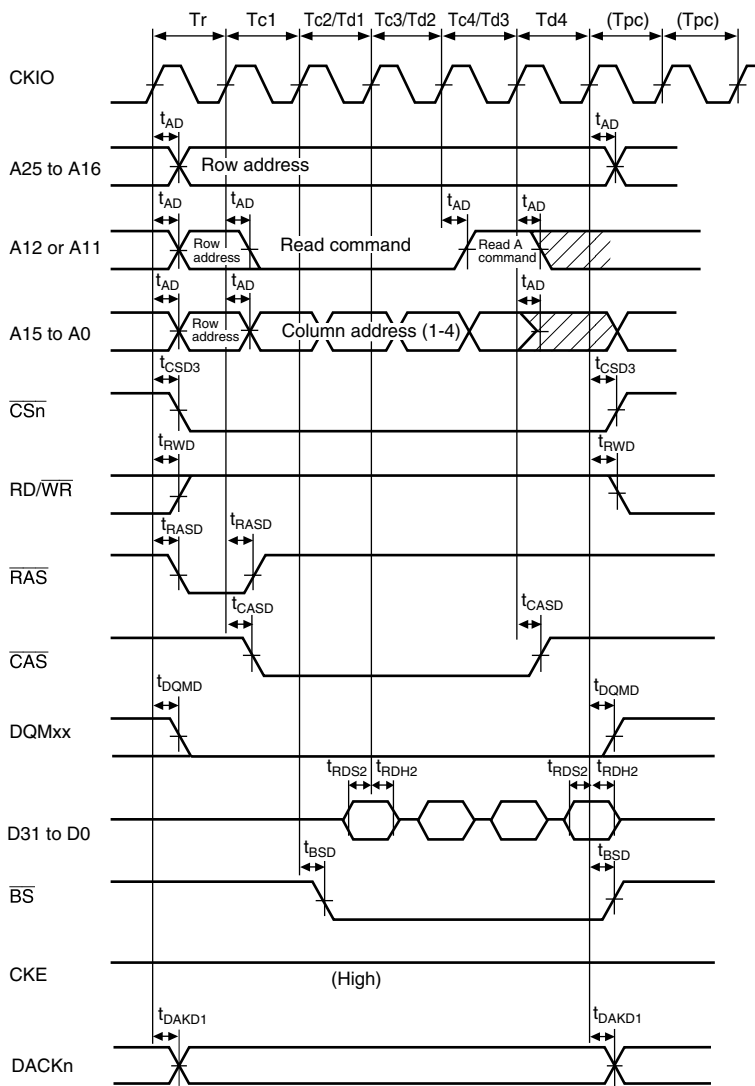 Tr Tc1 Tc2/Td1 Tc3/Td2 Tc4/Td3 Td4 (Tpc) (Tpc)
CKIO
tAD tAD
A25 to A16 Row address
tAD tAD tAD tAD
A12 or A11 Row address Read command Read A command
tAD tAD tAD
A15 to A0 Row address Column address (1-4)
tCSD3 tCSD3
CSn
tRWD tRWD
RD/WR
tRASD tRASD
RAS
tCASD tCASD
CAS
tDQMD tDQMD
DQMxx
tRDS2 tRDH2 tRDS2 tRDH2
D31 to D0
tBSD tBSD
BS
CKE (High)
tDAKD1 tDAKD1
DACKn